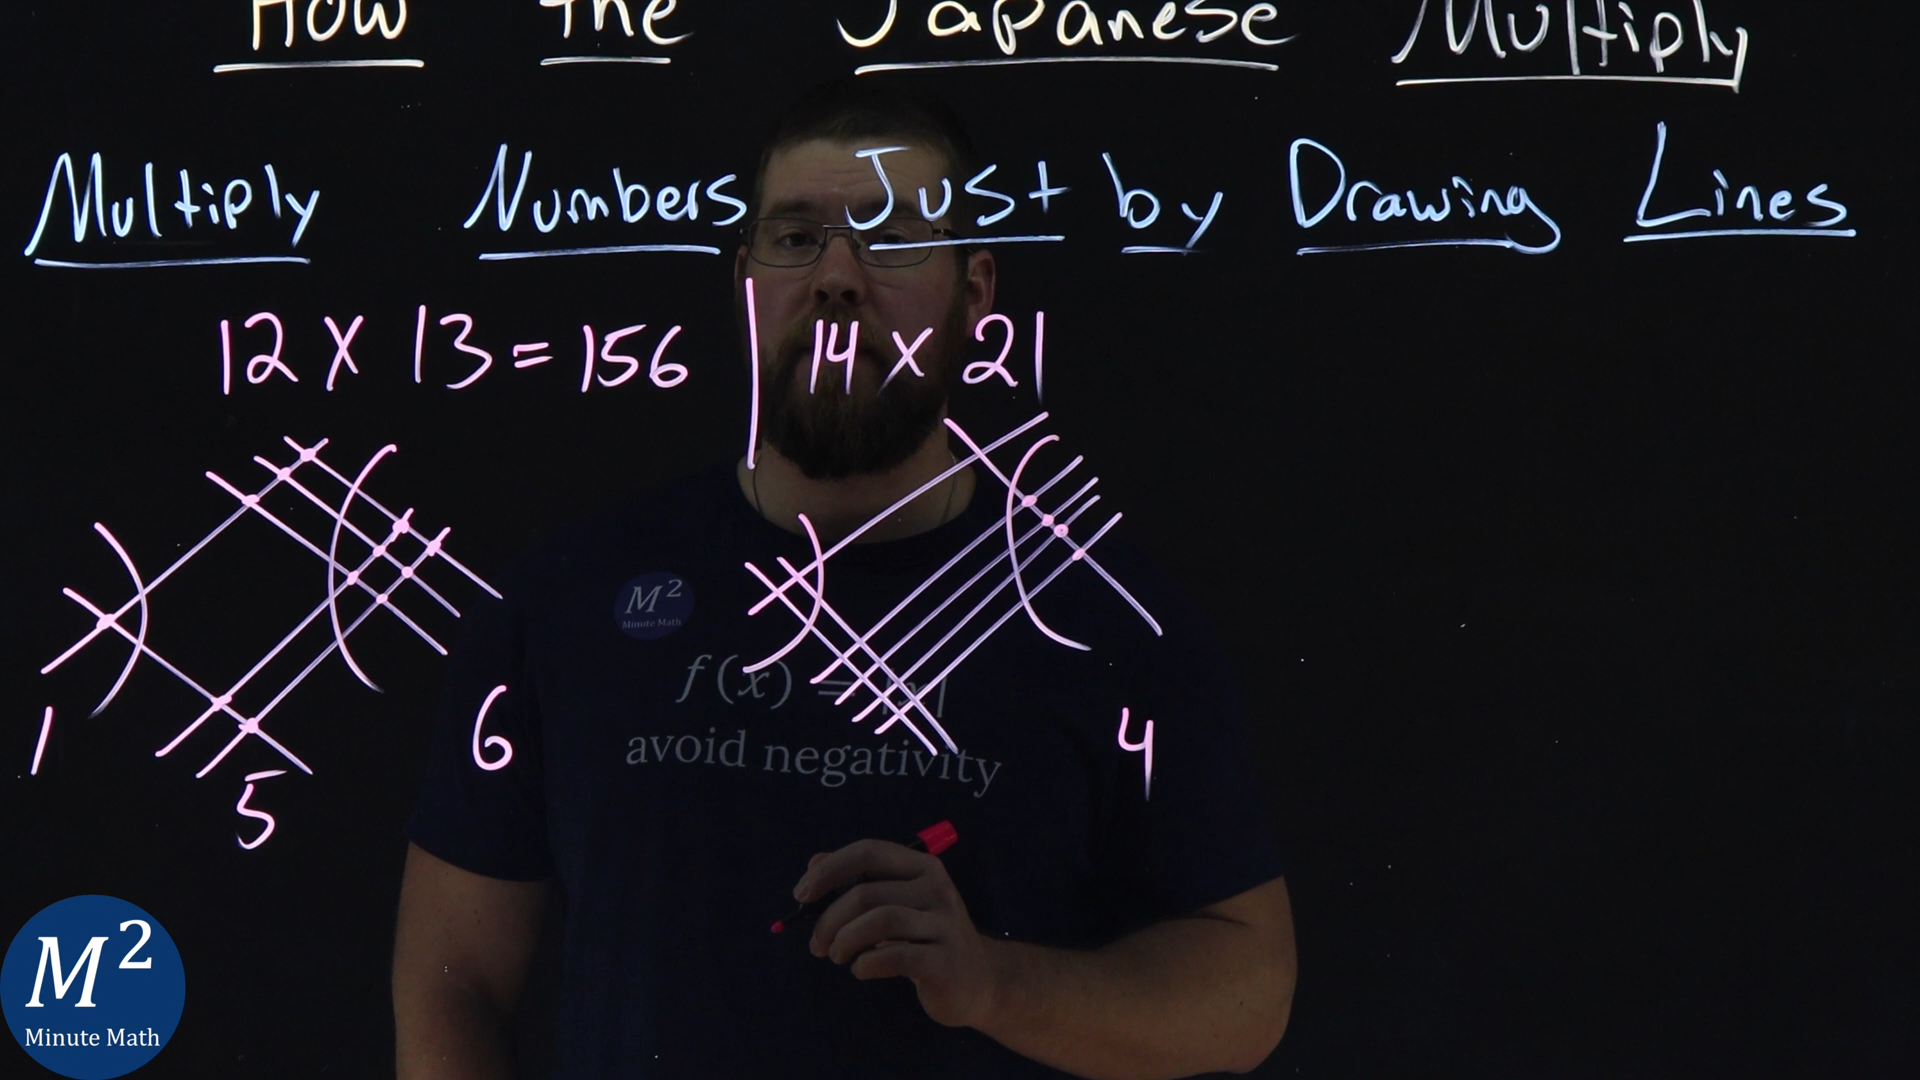 How the Japanese Multiply
Multiply Numbers Just by Drawing Lines
12 x 13 = 156 | 14 x 21
1
5
6
4
M²
Minute Math
f(x) =
avoid negativity
M²
Minute Math